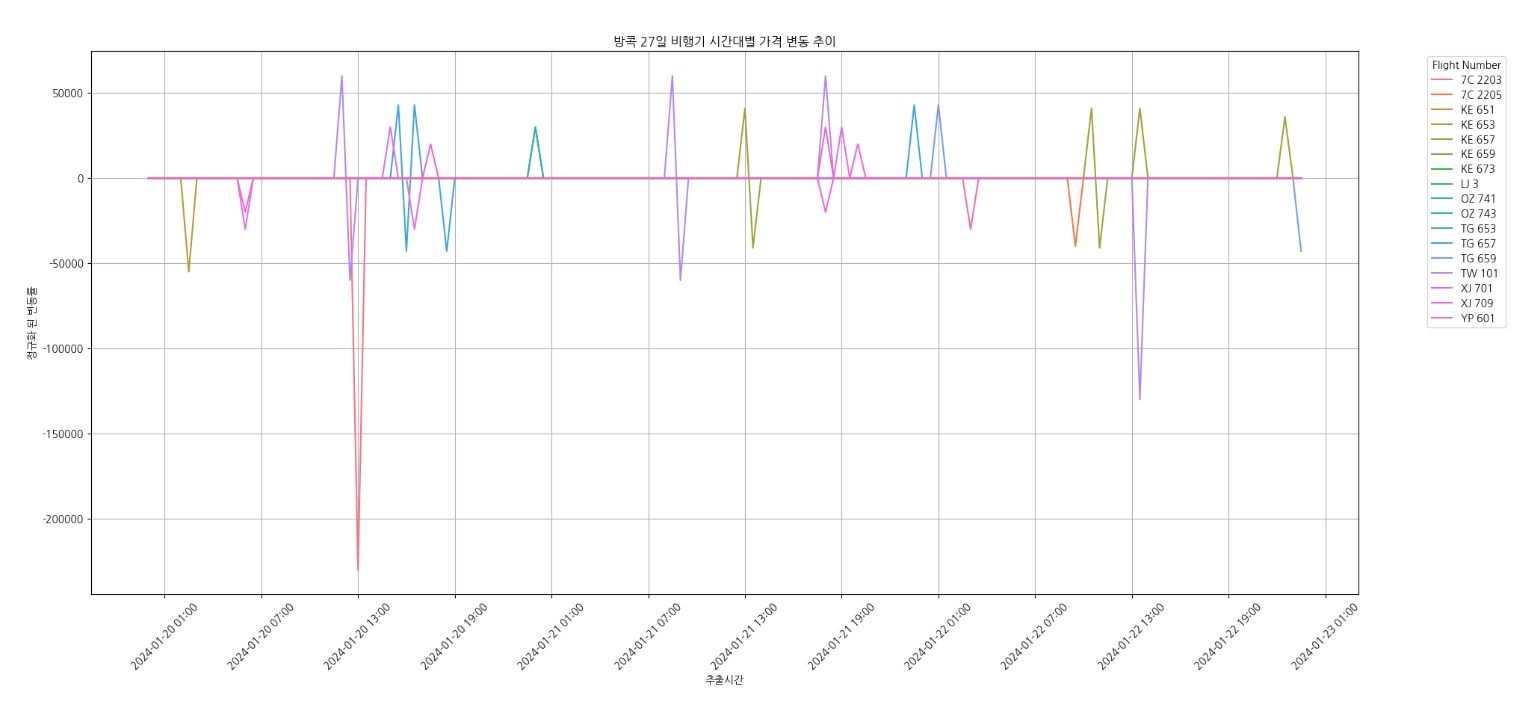 방콕 27일 비행기 시간대별 가격 변동 추이
정규화 된 변동률
50000
0
-50000
-100000
-150000
-200000
2024-01-20 01:00
2024-01-20 07:00
2024-01-20 13:00
2024-01-20 19:00
2024-01-21 01:00
2024-01-21 07:00
2024-01-21 13:00
2024-01-21 19:00
2024-01-22 01:00
2024-01-22 07:00
2024-01-22 13:00
2024-01-22 19:00
2024-01-23 01:00
추출시간
Flight Number
7C 2203
7C 2205
KE 651
KE 653
KE 657
KE 659
KE 673
LJ 3
OZ 741
OZ 743
TG 653
TG 657
TG 659
TW 101
XJ 701
XJ 709
YP 601